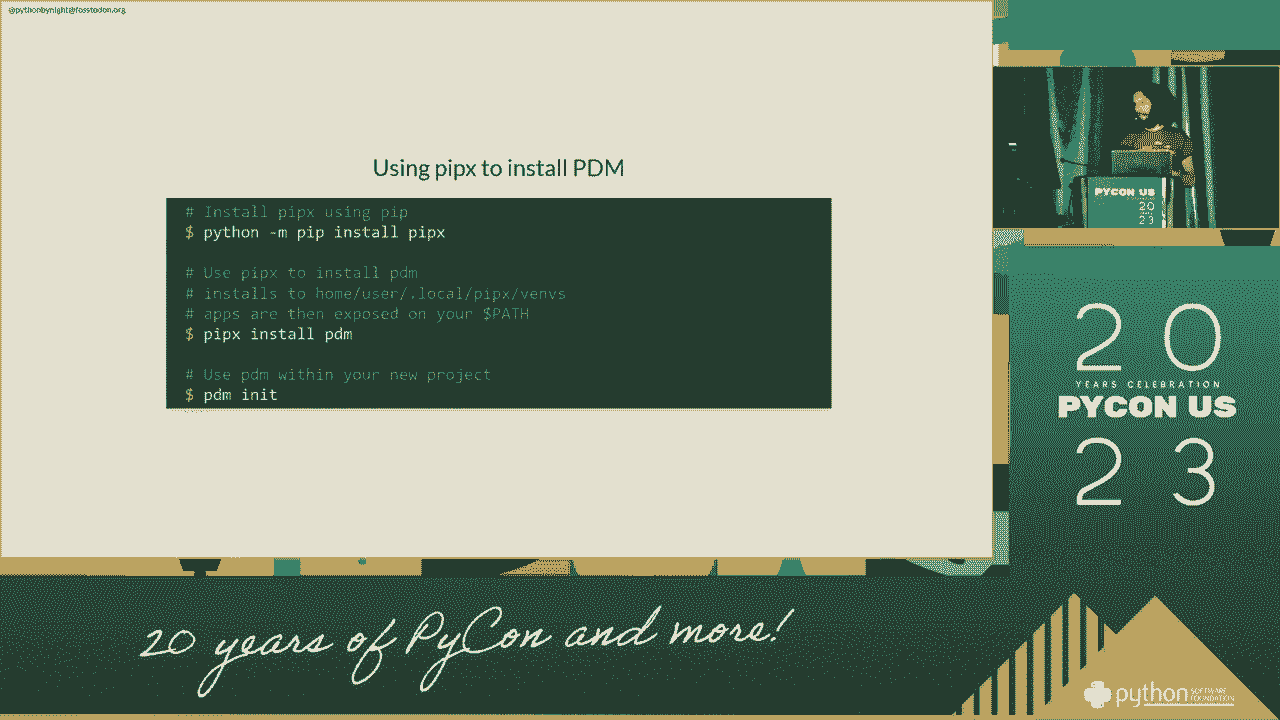 @pythonbynight@fosstodon.org
Using pipx to install PDM
# Install pipx using pip
$ python -m pip install pipx
# Use pipx to install pdm
# installs to home/user/.local/pipx/venvs
# apps are then exposed on your $PATH
$ pipx install pdm
# Use pdm within your new project
$ pdm init
PYCON US
20
23
20
YEARS CELEBRATION
PYCON US
23
20 years of PyCon and more!
python SOFTWARE
FOUNDATION